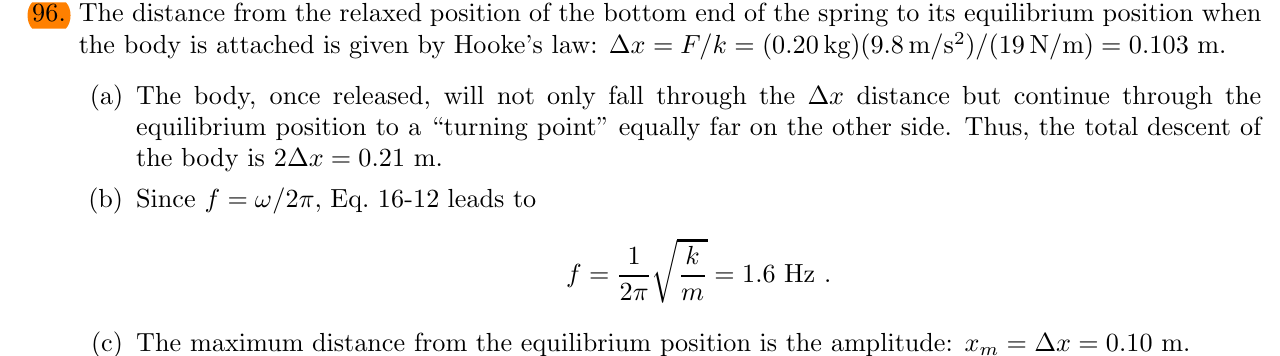 96. The distance from the relaxed position of the bottom end of the spring to its equilibrium position when
the body is attached is given by Hooke's law: Δx = F/k = (0.20 kg)(9.8 m/s²)/(19 N/m) = 0.103 m.
(a) The body, once released, will not only fall through the Δx distance but continue through the
equilibrium position to a “turning point” equally far on the other side. Thus, the total descent of
the body is 2Δx = 0.21 m.
(b) Since f = ω/2π, Eq. 16-12 leads to
f = 1/2π √(k/m) = 1.6 Hz .
(c) The maximum distance from the equilibrium position is the amplitude: xₘ = Δx = 0.10 m.